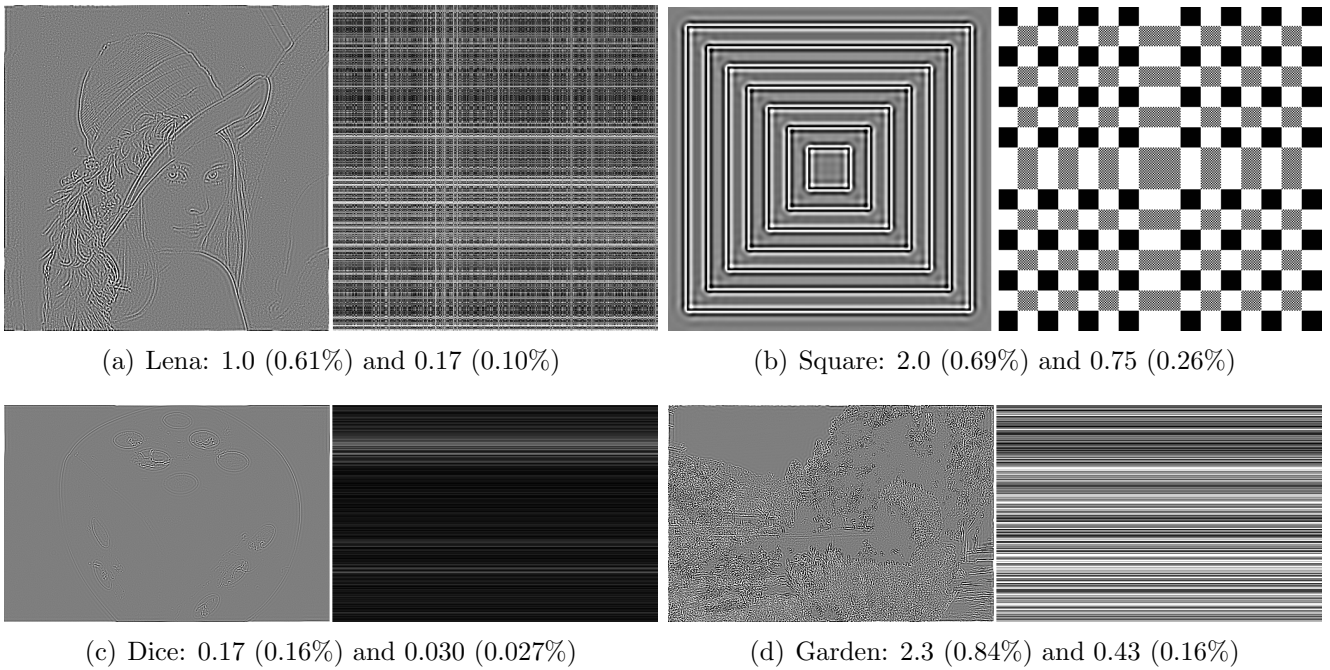 (a) Lena: 1.0 (0.61%) and 0.17 (0.10%)
(b) Square: 2.0 (0.69%) and 0.75 (0.26%)
(c) Dice: 0.17 (0.16%) and 0.030 (0.027%)
(d) Garden: 2.3 (0.84%) and 0.43 (0.16%)